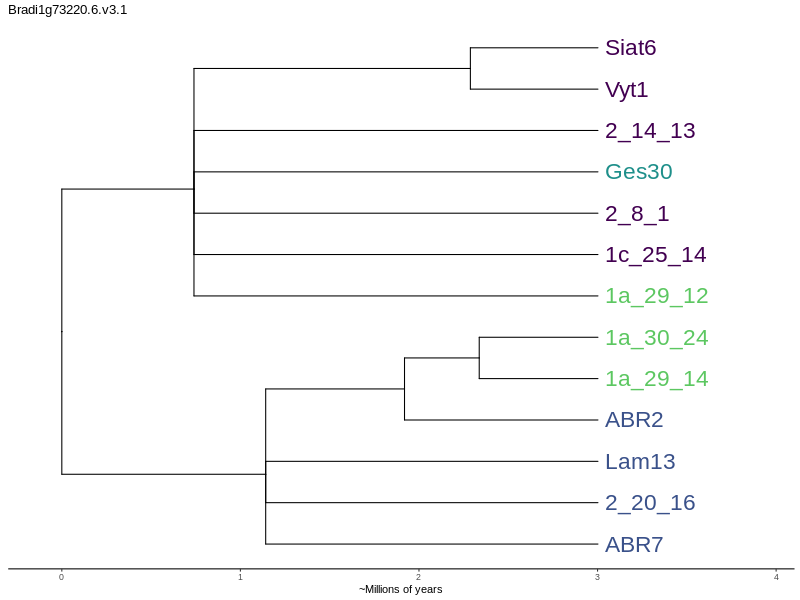 Bradi1g73220.6.v3.1
Siat6
Vyt1
2_14_13
Ges30
2_8_1
1c_25_14
1a_29_12
1a_30_24
1a_29_14
ABR2
Lam13
2_20_16
ABR7
0 1 2 3 4
~Millions of years